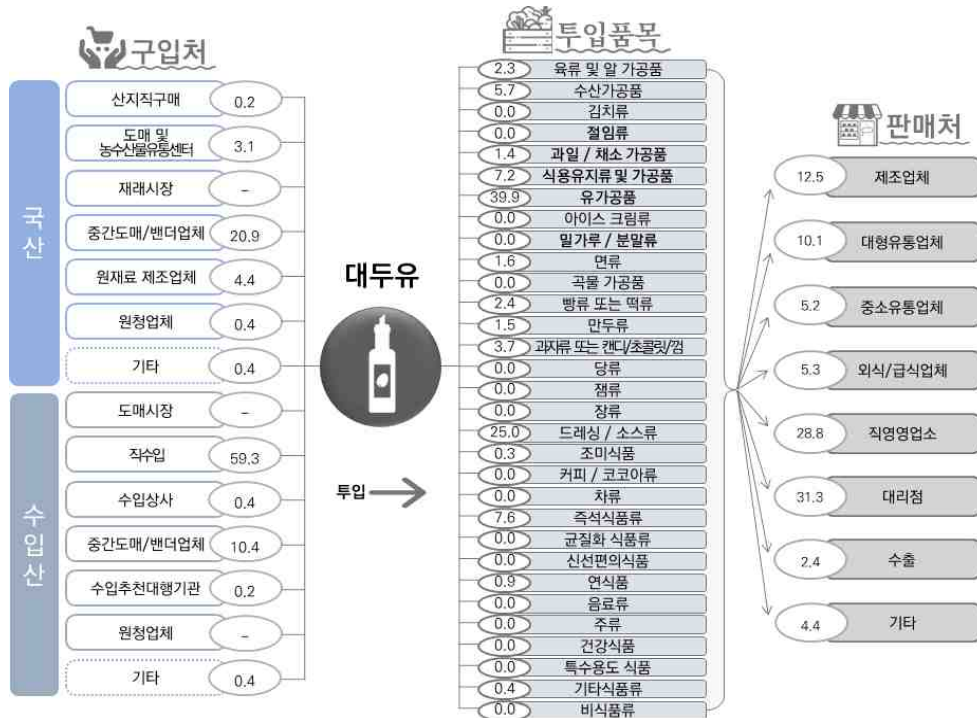 구입처
국산
산지직구매 0.2
도매 및
농수산물유통센터 3.1
재래시장 –
중간도매/밴더업체 20.9
원재료 제조업체 4.4
원청업체 0.4
기타 0.4
수입산
도매시장 –
직수입 59.3
수입상사 0.4
중간도매/밴더업체 10.4
수입추천대행기관 0.2
원청업체 –
기타 0.4
대두유
투입
투입품목
2.3 육류 및 알 가공품
5.7 수산가공품
0.0 김치류
0.0 절임류
1.4 과일 / 채소 가공품
7.2 식용유지류 및 가공품
39.9 유가공품
0.0 아이스 크림류
0.0 밀가루 / 분말류
1.6 면류
0.0 곡물 가공품
2.4 빵류 또는 떡류
1.5 만두류
3.7 과자류 또는 캔디/초콜릿/껌
0.0 당류
0.0 잼류
0.0 장류
25.0 드레싱 / 소스류
0.3 조미식품
0.0 커피 / 코코아류
0.0 차류
7.6 즉석식품류
0.0 균질화 식품류
0.0 신선편의식품
0.9 연식품
0.0 음료류
0.0 주류
0.0 건강식품
0.0 특수용도 식품
0.4 기타식품류
0.0 비식품류
판매처
12.5 제조업체
10.1 대형유통업체
5.2 중소유통업체
5.3 외식/급식업체
28.8 직영영업소
31.3 대리점
2.4 수출
4.4 기타